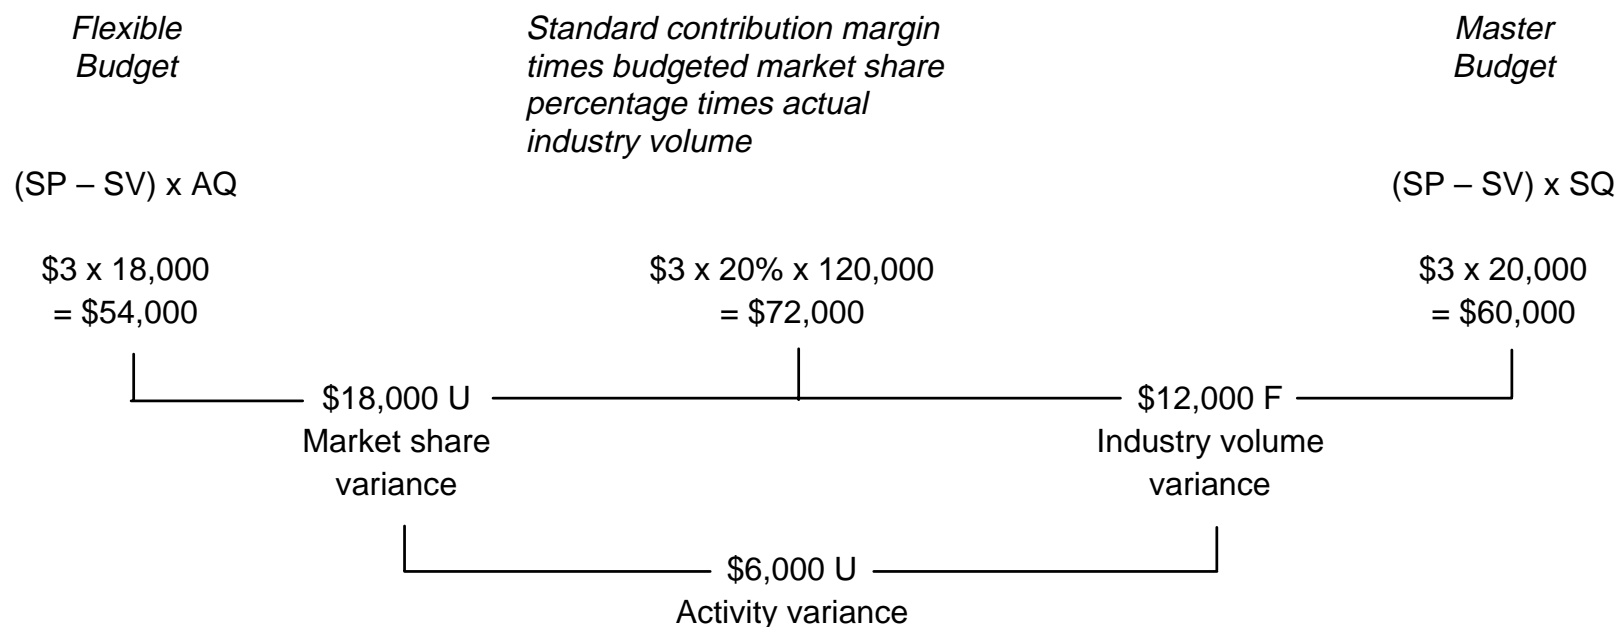 Flexible
Budget
Standard contribution margin
times budgeted market share
percentage times actual
industry volume
Master
Budget
(SP – SV) x AQ
(SP – SV) x SQ
$3 x 18,000
= $54,000
$3 x 20% x 120,000
= $72,000
$3 x 20,000
= $60,000
$18,000 U
Market share
variance
$12,000 F
Industry volume
variance
$6,000 U
Activity variance